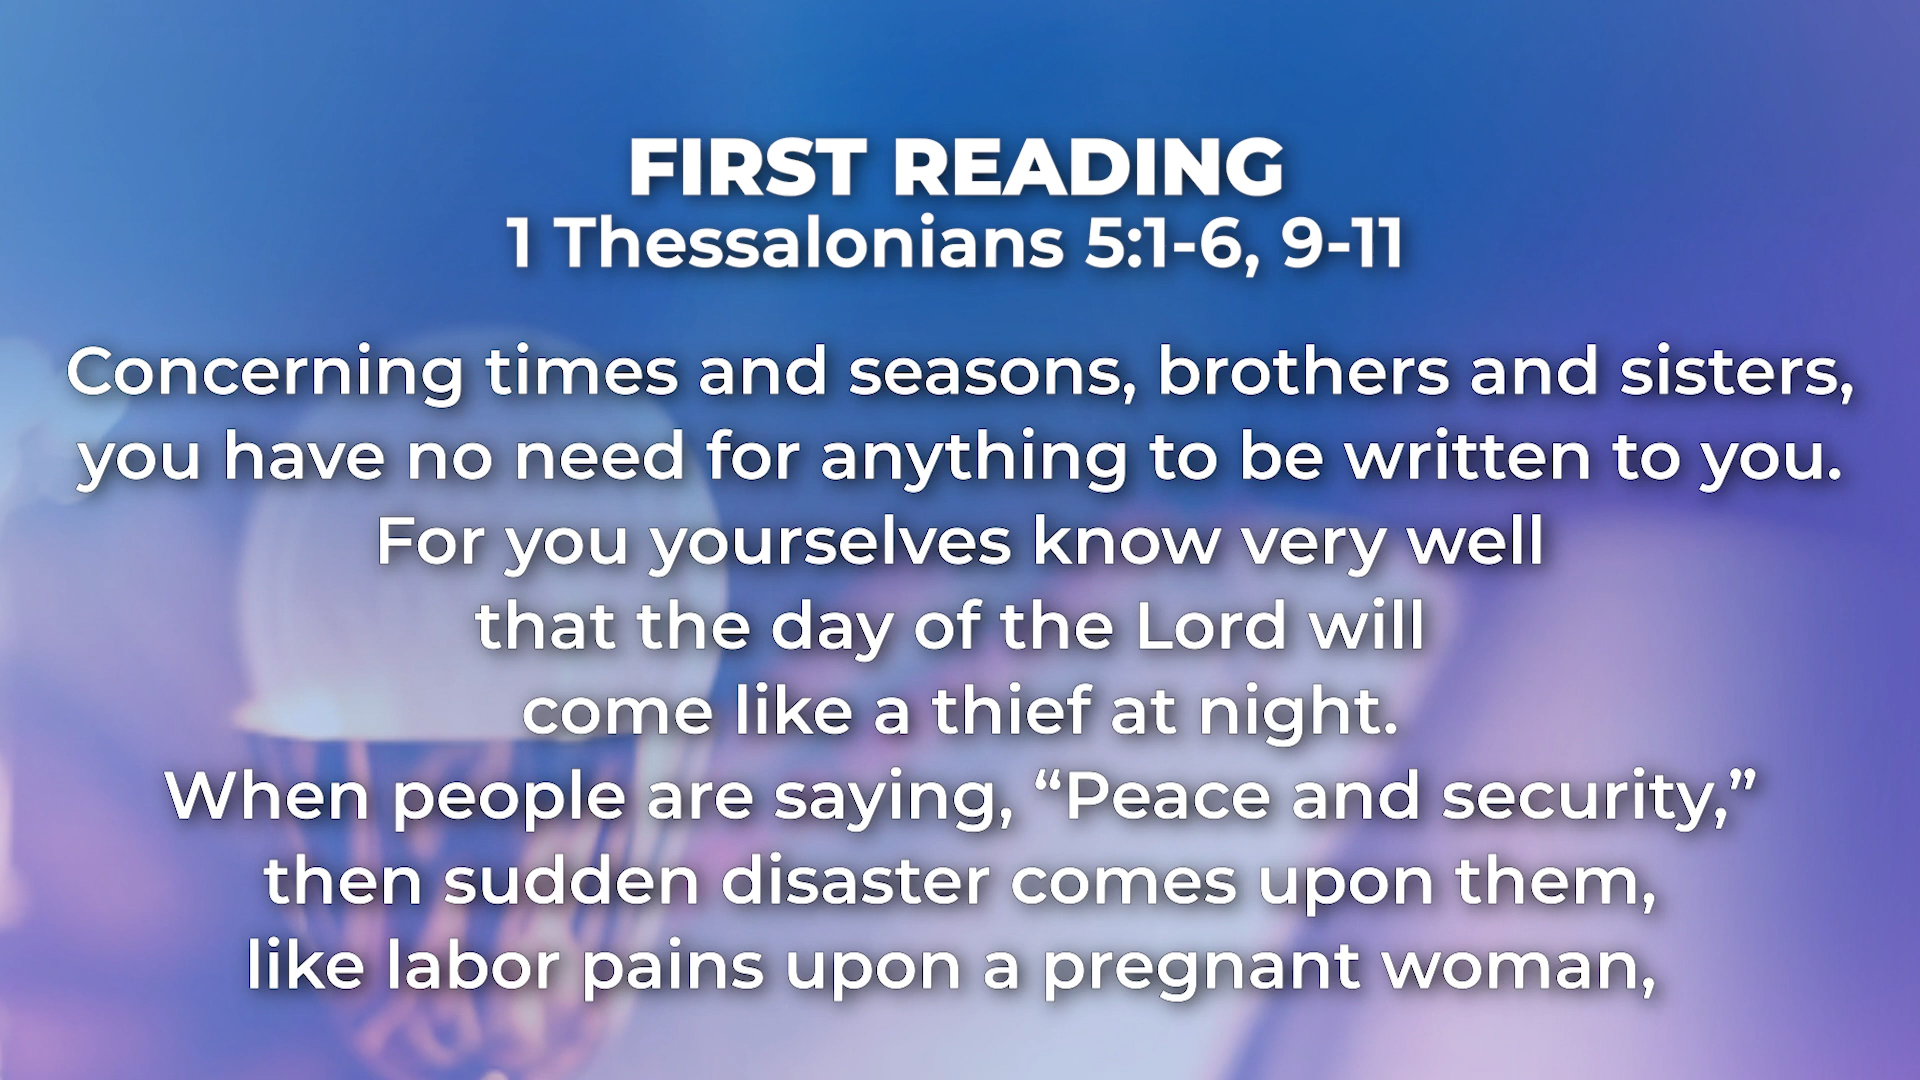 FIRST READING
1 Thessalonians 5:1-6, 9-11
Concerning times and seasons, brothers and sisters,
you have no need for anything to be written to you.
For you yourselves know very well
that the day of the Lord will
come like a thief at night.
When people are saying, “Peace and security,”
then sudden disaster comes upon them,
like labor pains upon a pregnant woman,